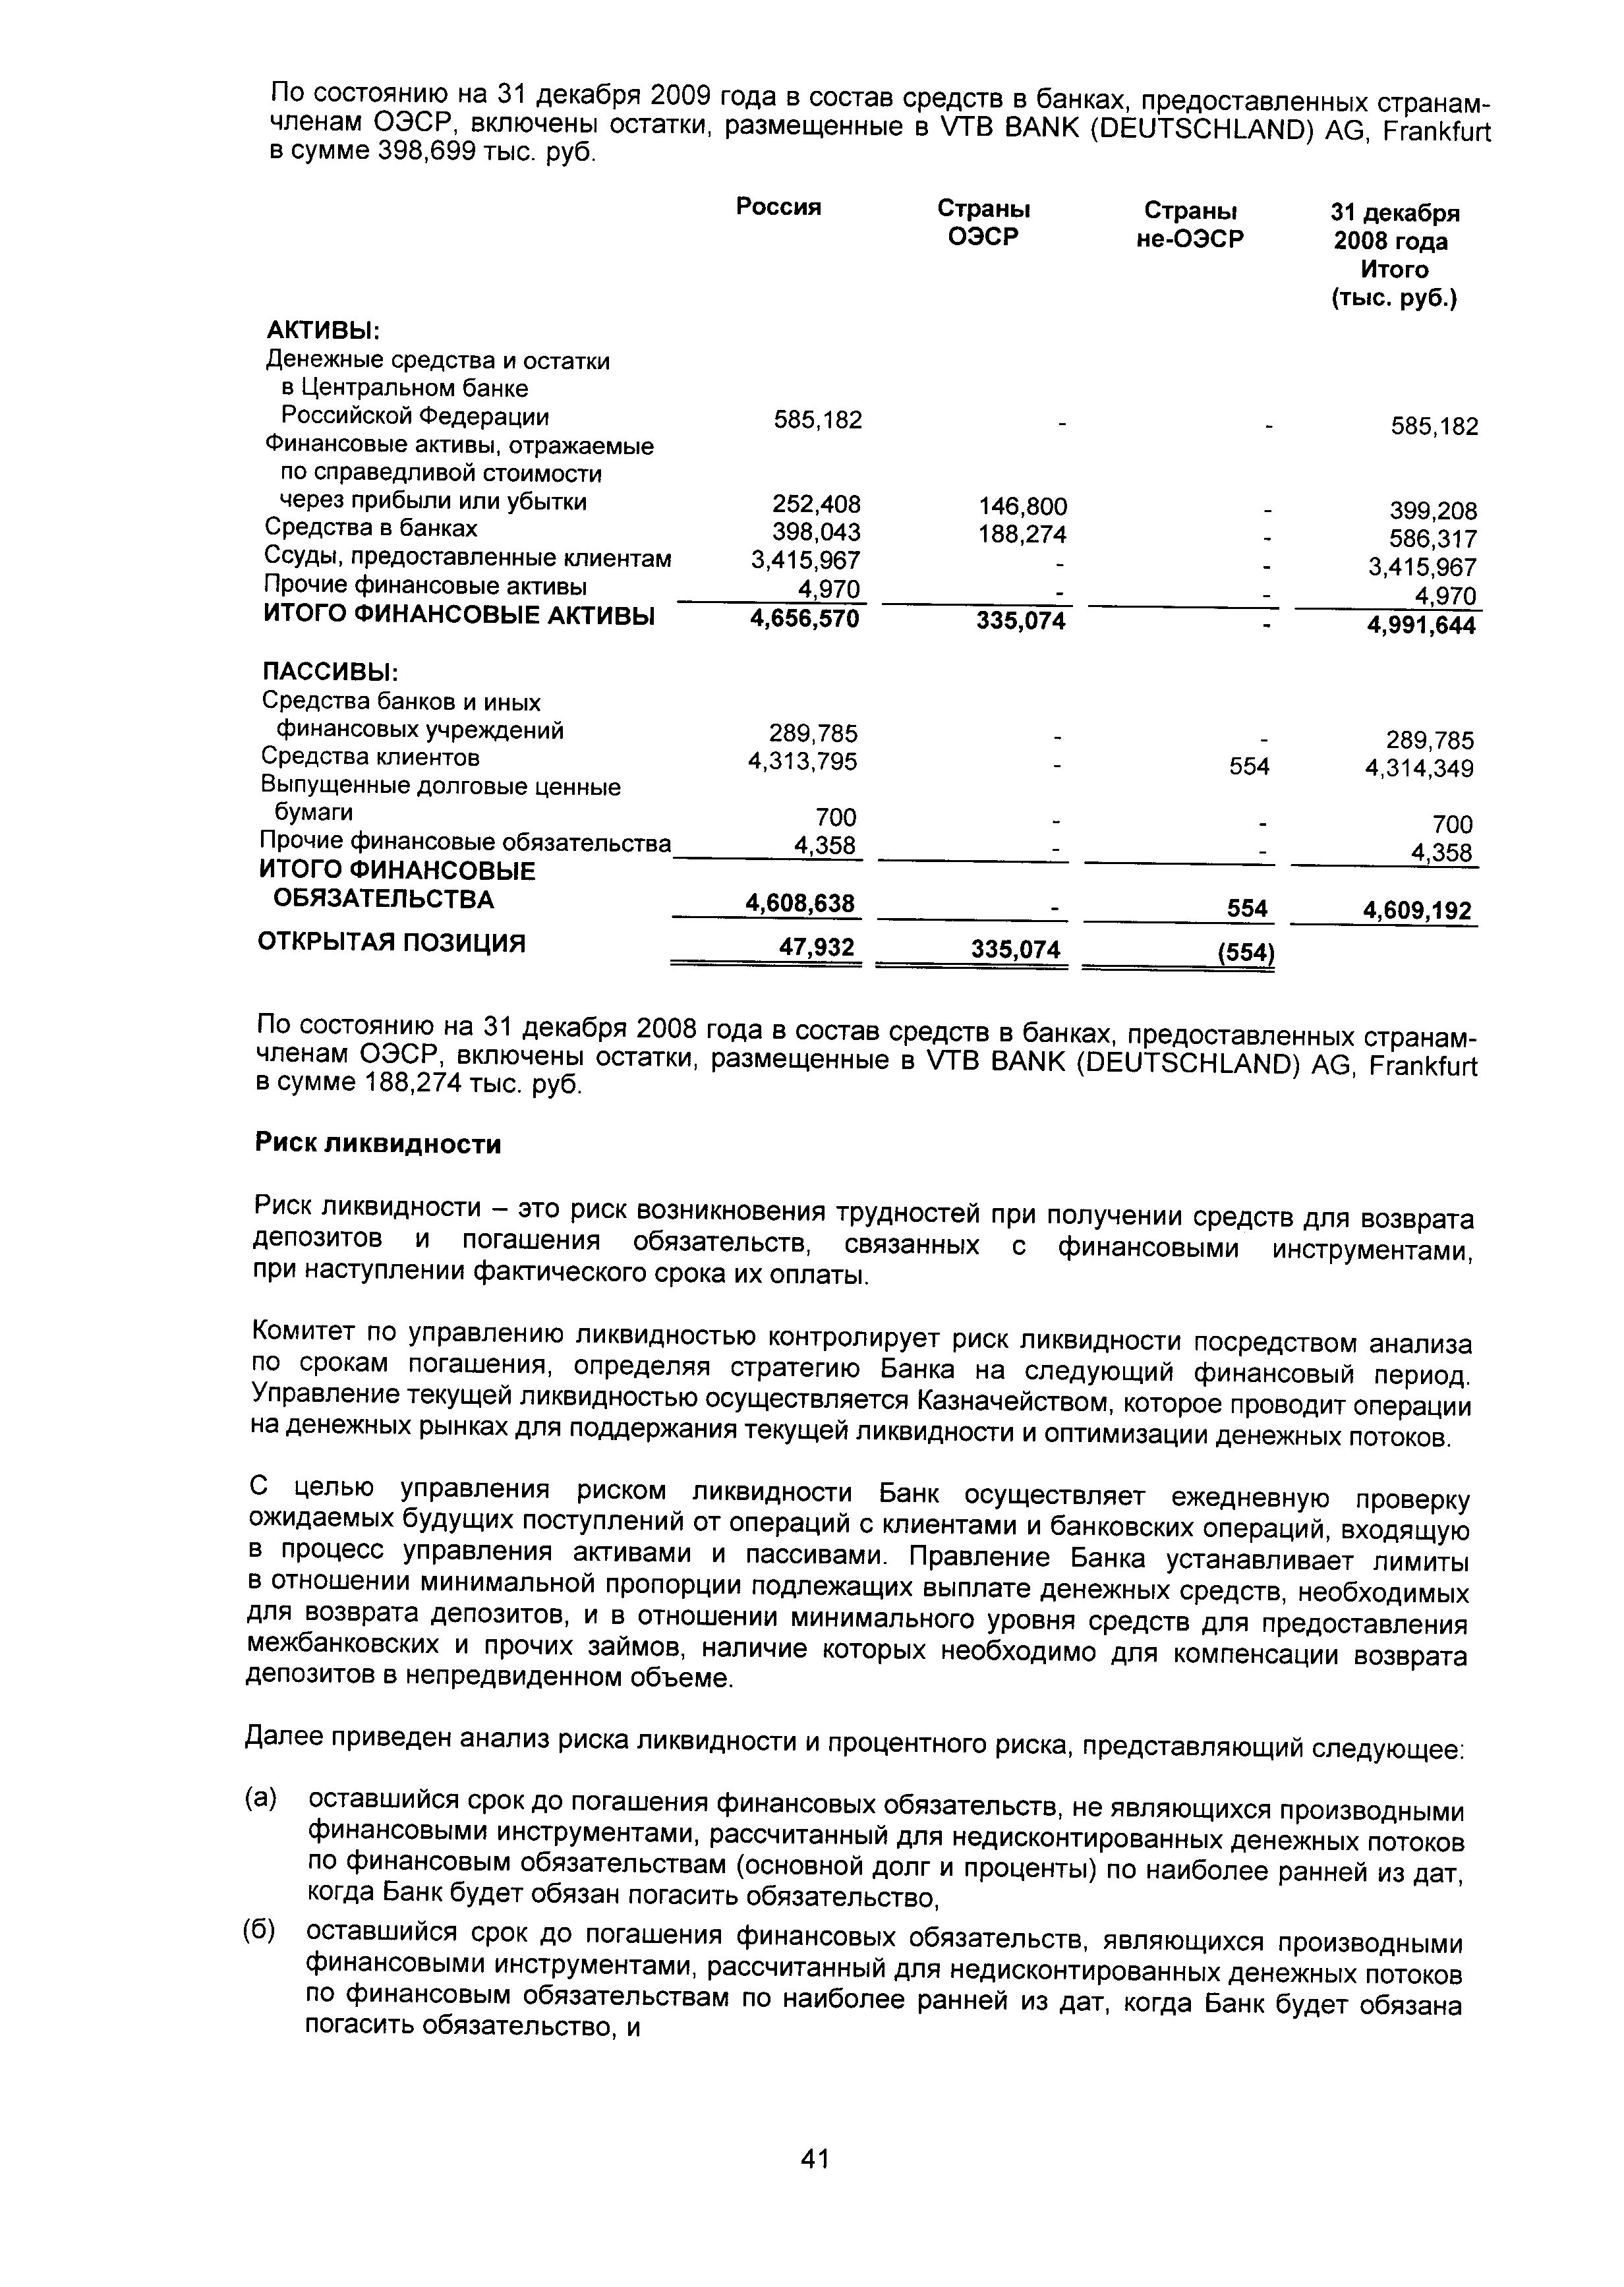 По состоянию на 31 декабря 2009 года в состав средств в банках, предоставленных странам-
членам ОЭСР, включены остатки, размещенные в VTB BANK (DEUTSCHLAND) AG, Frankfurt
в сумме 398,699 тыс. руб.
Россия Страны Страны 31 декабря
ОЭСР не-ОЭСР 2008 года
Итого
(тыс. руб.)
АКТИВЫ:
Денежные средства и остатки
в Центральном банке
Российской Федерации 585,182 - - 585,182
Финансовые активы, отражаемые
по справедливой стоимости
через прибыли или убытки 252,408 146,800 - 399,208
Средства в банках 398,043 188,274 - 586,317
Ссуды, предоставленные клиентам 3,415,967 - - 3,415,967
Прочие финансовые активы 4,970 - - 4,970
ИТОГО ФИНАНСОВЫЕ АКТИВЫ 4,656,570 335,074 - 4,991,644
ПАССИВЫ:
Средства банков и иных
финансовых учреждений 289,785 - - 289,785
Средства клиентов 4,313,795 - 554 4,314,349
Выпущенные долговые ценные
бумаги 700 - - 700
Прочие финансовые обязательства 4,358 - - 4,358
ИТОГО ФИНАНСОВЫЕ
ОБЯЗАТЕЛЬСТВА 4,608,638 - 554 4,609,192
ОТКРЫТАЯ ПОЗИЦИЯ 47,932 335,074 (554)
По состоянию на 31 декабря 2008 года в состав средств в банках, предоставленных странам-
членам ОЭСР, включены остатки, размещенные в VTB BANK (DEUTSCHLAND) AG, Frankfurt
в сумме 188,274 тыс. руб.
Риск ликвидности
Риск ликвидности – это риск возникновения трудностей при получении средств для возврата
депозитов и погашения обязательств, связанных с финансовыми инструментами,
при наступлении фактического срока их оплаты.
Комитет по управлению ликвидностью контролирует риск ликвидности посредством анализа
по срокам погашения, определяя стратегию Банка на следующий финансовый период.
Управление текущей ликвидностью осуществляется Казначейством, которое проводит операции
на денежных рынках для поддержания текущей ликвидности и оптимизации денежных потоков.
С целью управления риском ликвидности Банк осуществляет ежедневную проверку
ожидаемых будущих поступлений от операций с клиентами и банковских операций, входящую
в процесс управления активами и пассивами. Правление Банка устанавливает лимиты
в отношении минимальной пропорции подлежащих выплате денежных средств, необходимых
для возврата депозитов, и в отношении минимального уровня средств для предоставления
межбанковских и прочих займов, наличие которых необходимо для компенсации возврата
депозитов в непредвиденном объеме.
Далее приведен анализ риска ликвидности и процентного риска, представляющий следующее:
(а) оставшийся срок до погашения финансовых обязательств, не являющихся производными
финансовыми инструментами, рассчитанный для недисконтированных денежных потоков
по финансовым обязательствам (основной долг и проценты) по наиболее ранней из дат,
когда Банк будет обязан погасить обязательство,
(б) оставшийся срок до погашения финансовых обязательств, являющихся производными
финансовыми инструментами, рассчитанный для недисконтированных денежных потоков
по финансовым обязательствам по наиболее ранней из дат, когда Банк будет обязана
погасить обязательство, и
41